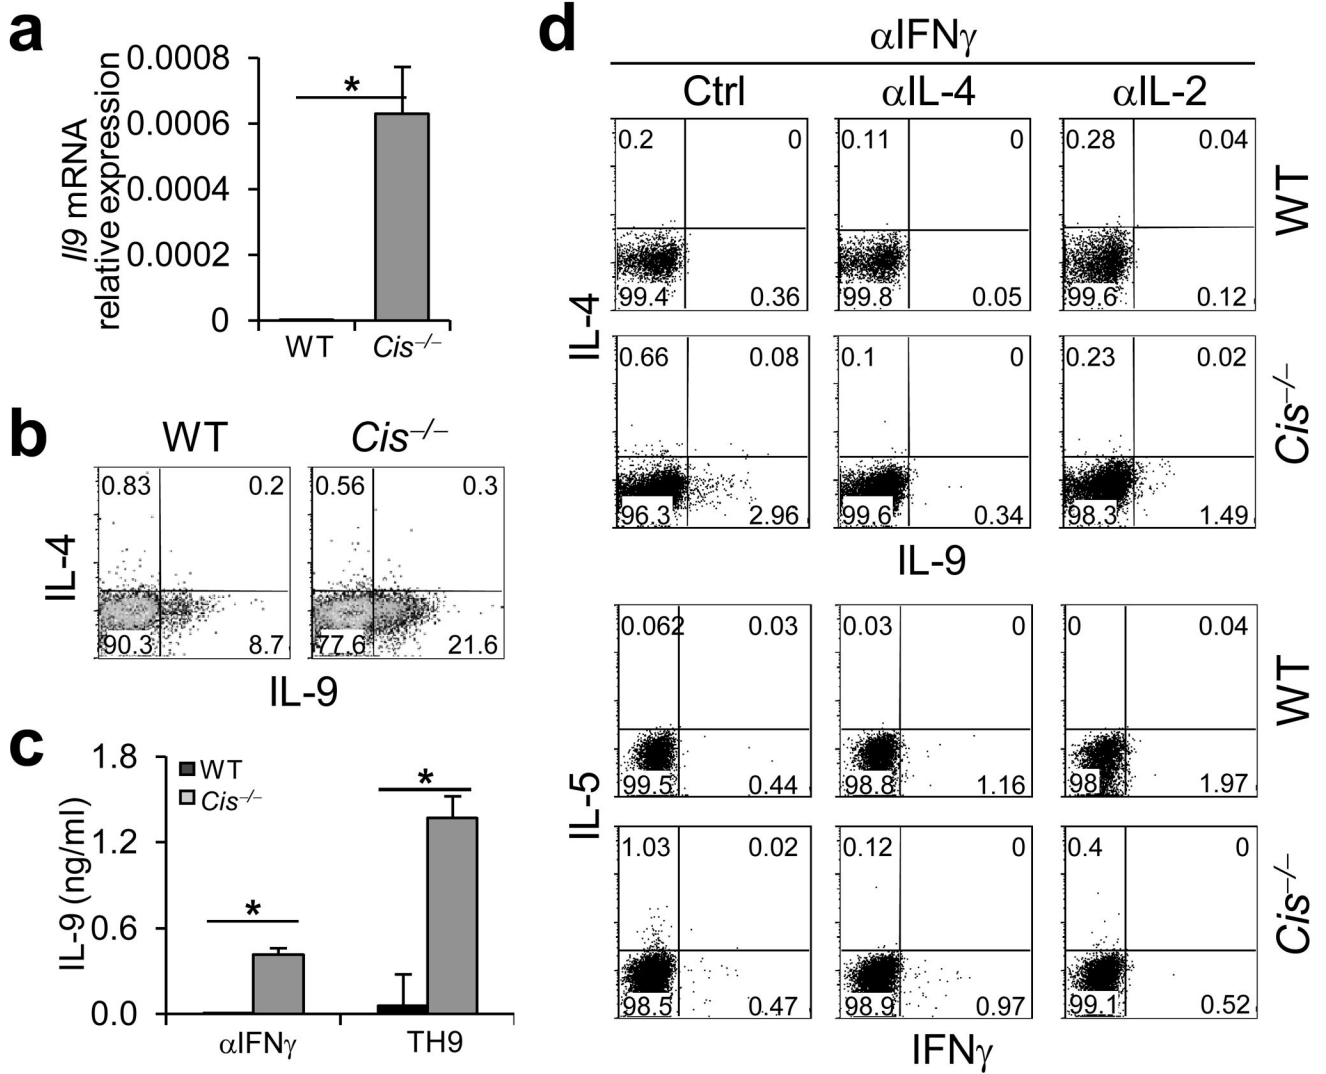 a
Il9 mRNA
relative expression
0.0008
0.0006
0.0004
0.0002
0
*
WT
Cis–/–
b
WT
Cis–/–
0.83
0.2
0.56
0.3
90.3
8.7
77.6
21.6
IL-4
IL-9
c
IL-9 (ng/ml)
1.8
1.2
0.6
0.0
WT
Cis–/–
*
*
αIFNγ
TH9
d
αIFNγ
Ctrl
αIL-4
αIL-2
0.2
0
0.11
0
0.28
0.04
99.4
0.36
99.8
0.05
99.6
0.12
WT
0.66
0.08
0.1
0
0.23
0.02
96.3
2.96
99.6
0.34
98.3
1.49
Cis–/–
IL-4
IL-9
0.062
0.03
0.03
0
0
0.04
99.5
0.44
98.8
1.16
98
1.97
WT
1.03
0.02
0.12
0
0.4
0
98.5
0.47
98.9
0.97
99.1
0.52
Cis–/–
IL-5
IFNγ